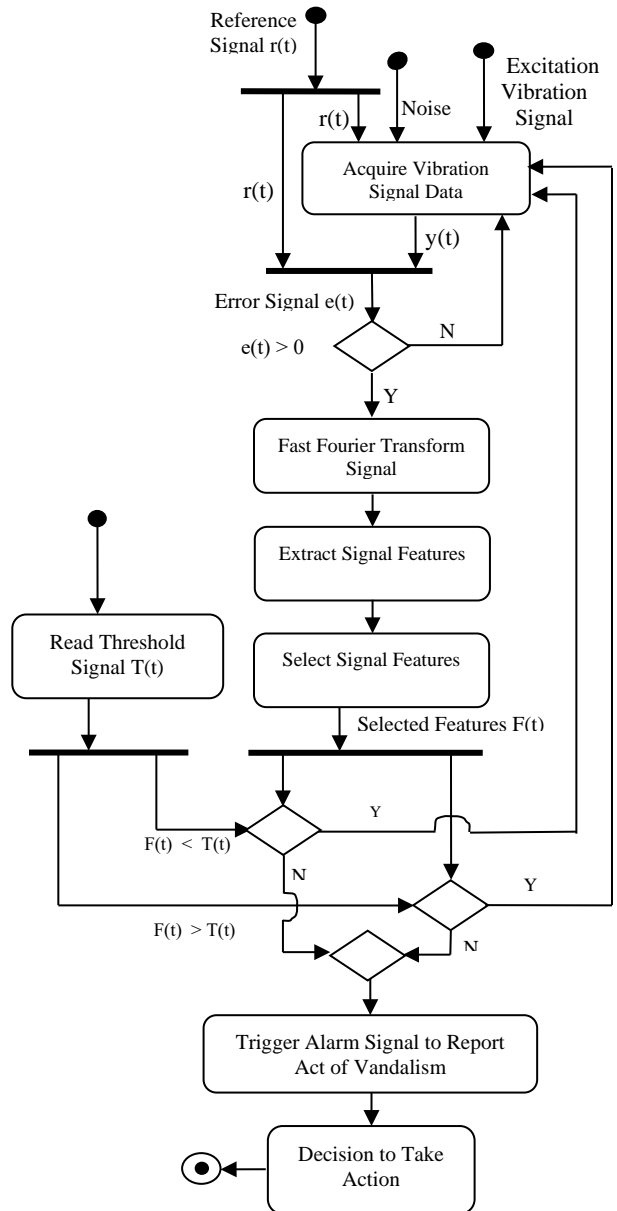 Reference
Signal r(t)
Excitation
Vibration
Signal
Noise
r(t)
Acquire Vibration
Signal Data
r(t)
y(t)
Error Signal e(t)
N
e(t) > 0
Y
Fast Fourier Transform
Signal
Extract Signal Features
Read Threshold
Signal T(t)
Select Signal Features
Selected Features F(t)
Y
F(t) < T(t)
N
Y
F(t) > T(t)
N
Trigger Alarm Signal to Report
Act of Vandalism
Decision to Take
Action